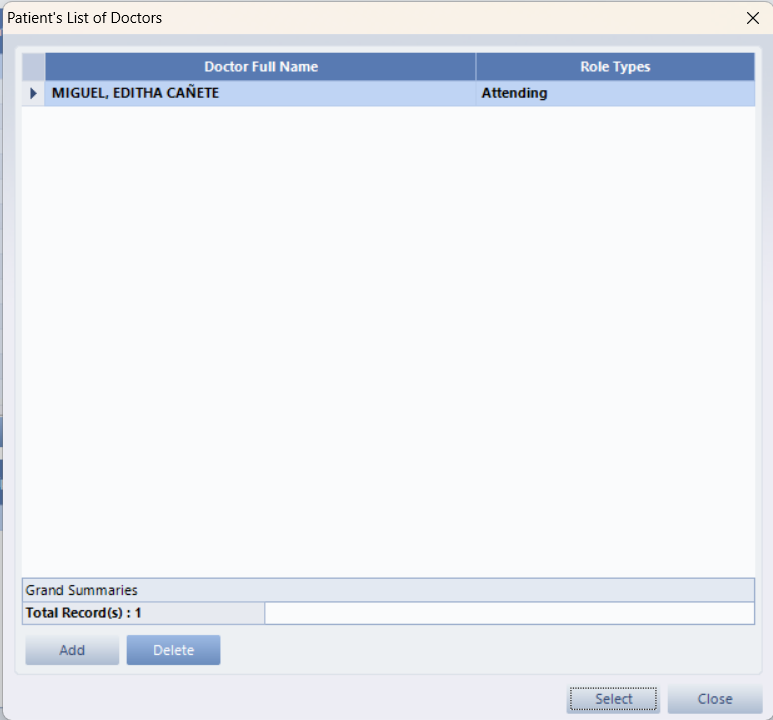 Patient's List of Doctors
Doctor Full Name Role Types
MIGUEL, EDITHA CAÑETE Attending
Grand Summaries
Total Record(s) : 1
Add Delete
Select Close